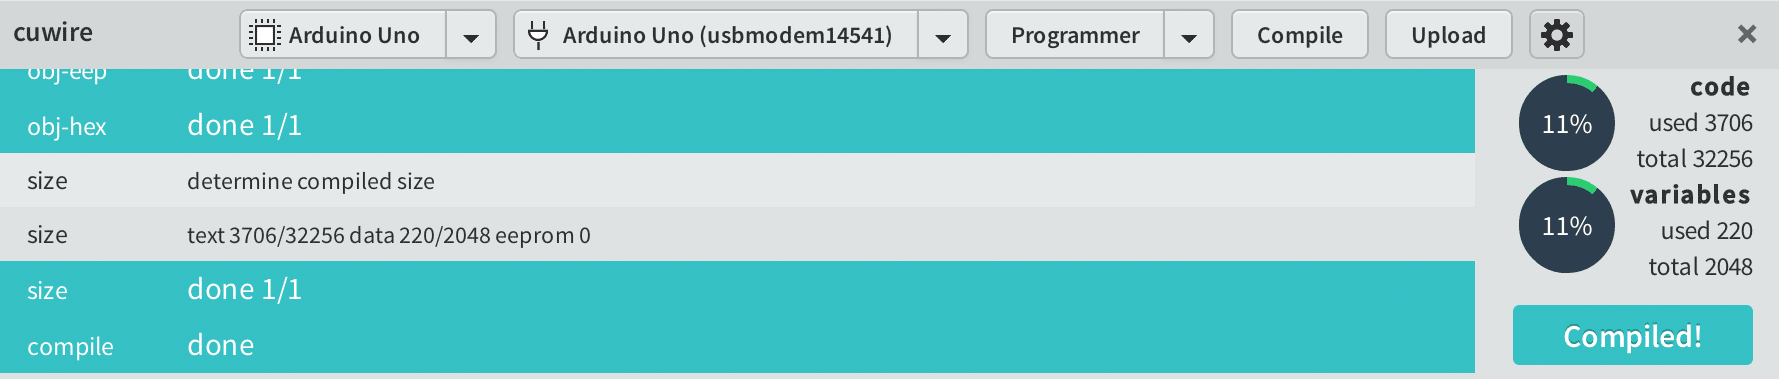 cuwire Arduino Uno Arduino Uno (usbmodem14541) Programmer Compile Upload
obj-eep done 1/1
obj-hex done 1/1
size determine compiled size
size text 3706/32256 data 220/2048 eeprom 0
size done 1/1
compile done
code
11% used 3706
total 32256
variables
11% used 220
total 2048
Compiled!